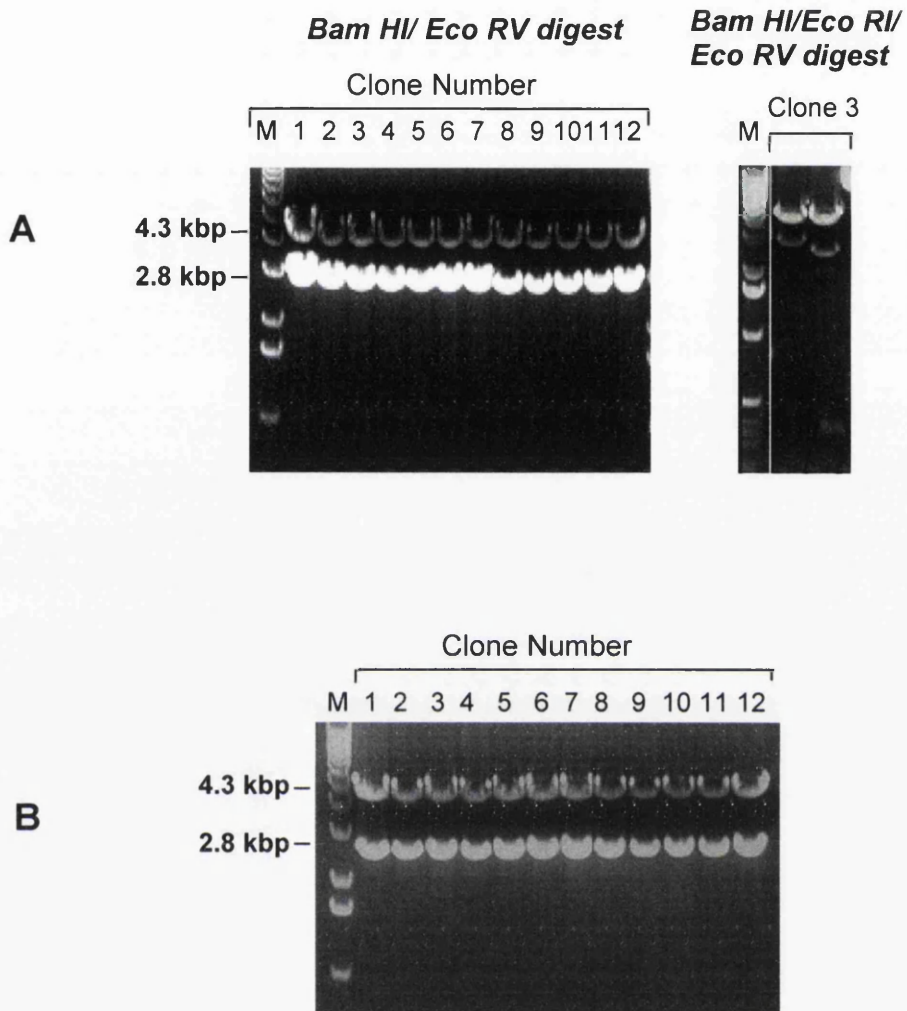 Bam HI/ Eco RV digest
Bam HI/Eco RI/
Eco RV digest
Clone Number
Clone 3
M 1 2 3 4 5 6 7 8 9 10 11 12
M
A
4.3 kbp
2.8 kbp
Clone Number
M 1 2 3 4 5 6 7 8 9 10 11 12
B
4.3 kbp
2.8 kbp